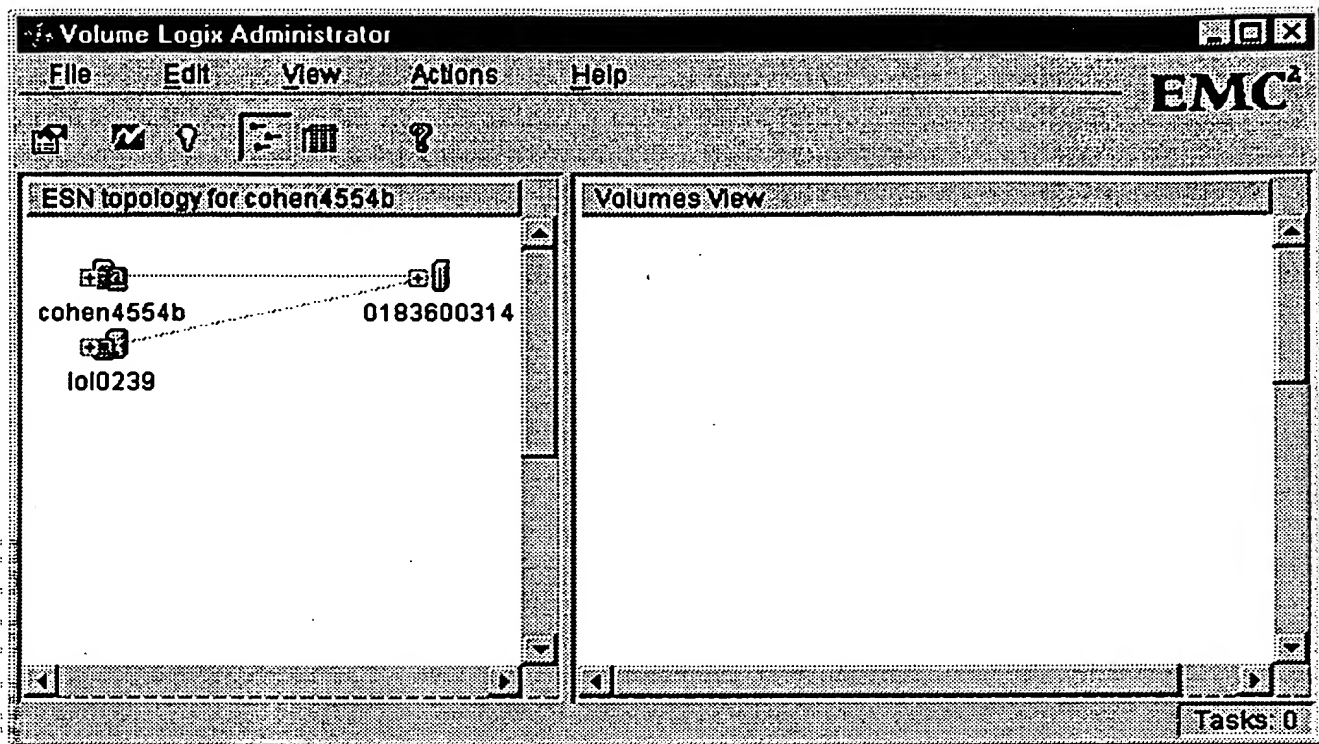 Volume Logix Administrator
File Edit View Actions Help
EMC²
ESN topology for cohen4554b
Volumes View
cohen4554b
0183600314
lol0239
Tasks: 0